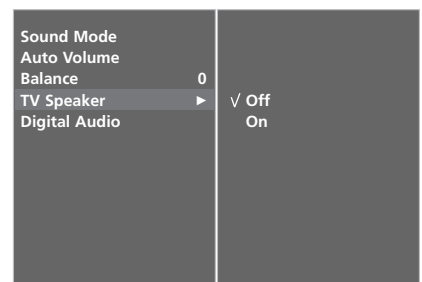 Sound Mode
Auto Volume
Balance 0
TV Speaker ► √ Off
Digital Audio On